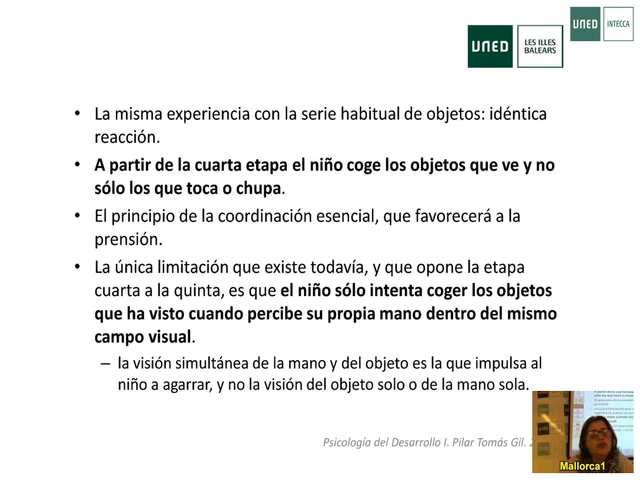 UNED
LES ILLES
BALEARS
UNED
INTECCA
• La misma experiencia con la serie habitual de objetos: idéntica
reacción.
• A partir de la cuarta etapa el niño coge los objetos que ve y no
sólo los que toca o chupa.
• El principio de la coordinación esencial, que favorecerá a la
prensión.
• La única limitación que existe todavía, y que opone la etapa
cuarta a la quinta, es que el niño sólo intenta coger los objetos
que ha visto cuando percibe su propia mano dentro del mismo
campo visual.
– la visión simultánea de la mano y del objeto es la que impulsa al
niño a agarrar, y no la visión del objeto solo o de la mano sola.
Psicología del Desarrollo I. Pilar Tomás Gil.
Mallorca1